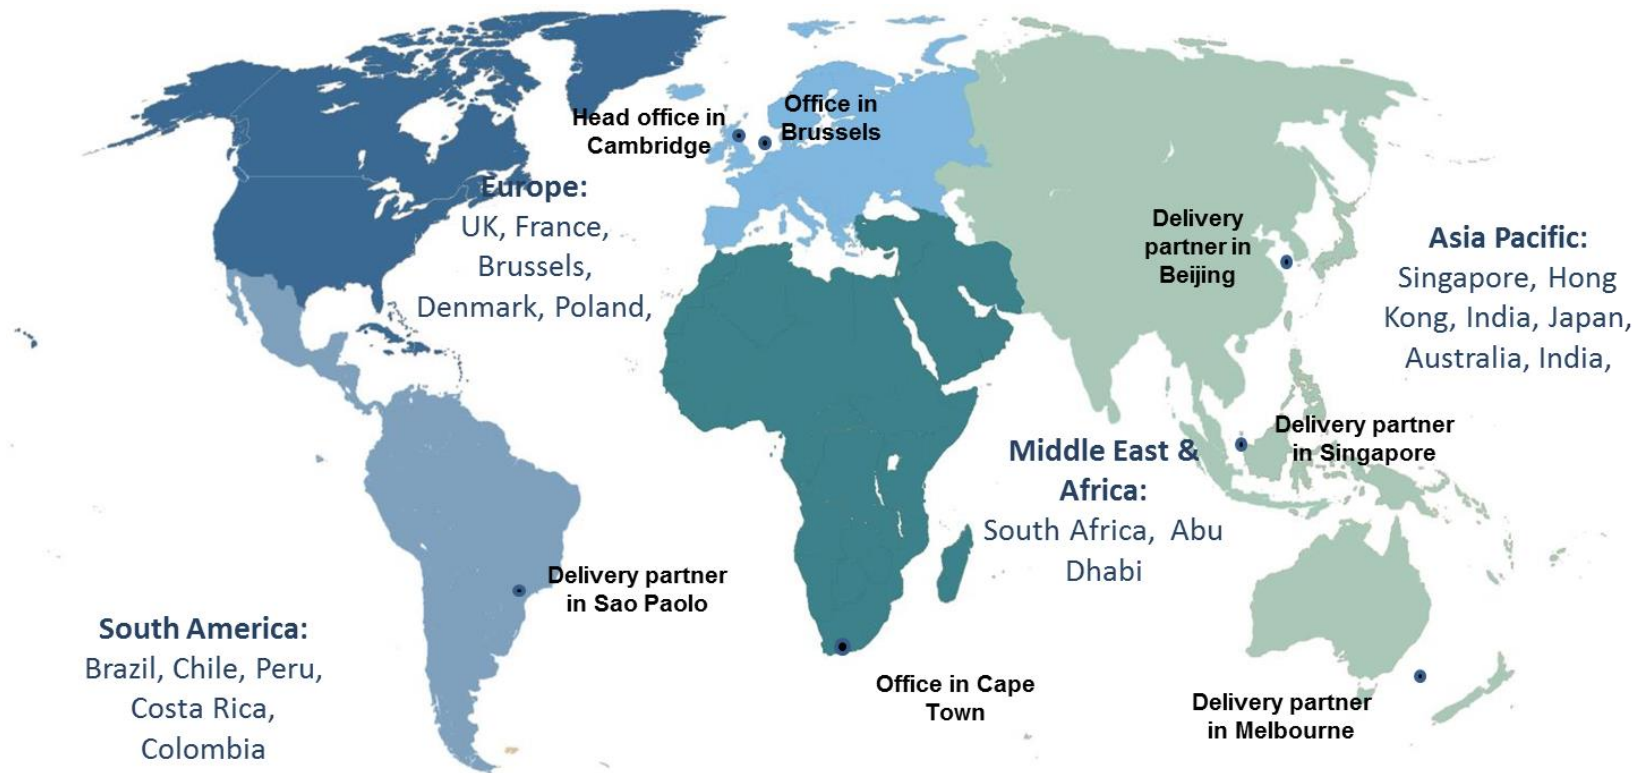 Head office in
Cambridge
Office in
Brussels
Europe:
UK, France,
Brussels,
Denmark, Poland,
Delivery
partner in
Beijing
Asia Pacific:
Singapore, Hong
Kong, India, Japan,
Australia, India,
Delivery partner
in Singapore
Middle East &
Africa:
South Africa, Abu
Dhabi
Delivery partner
in Sao Paolo
South America:
Brazil, Chile, Peru,
Costa Rica,
Colombia
Office in Cape
Town
Delivery partner
in Melbourne